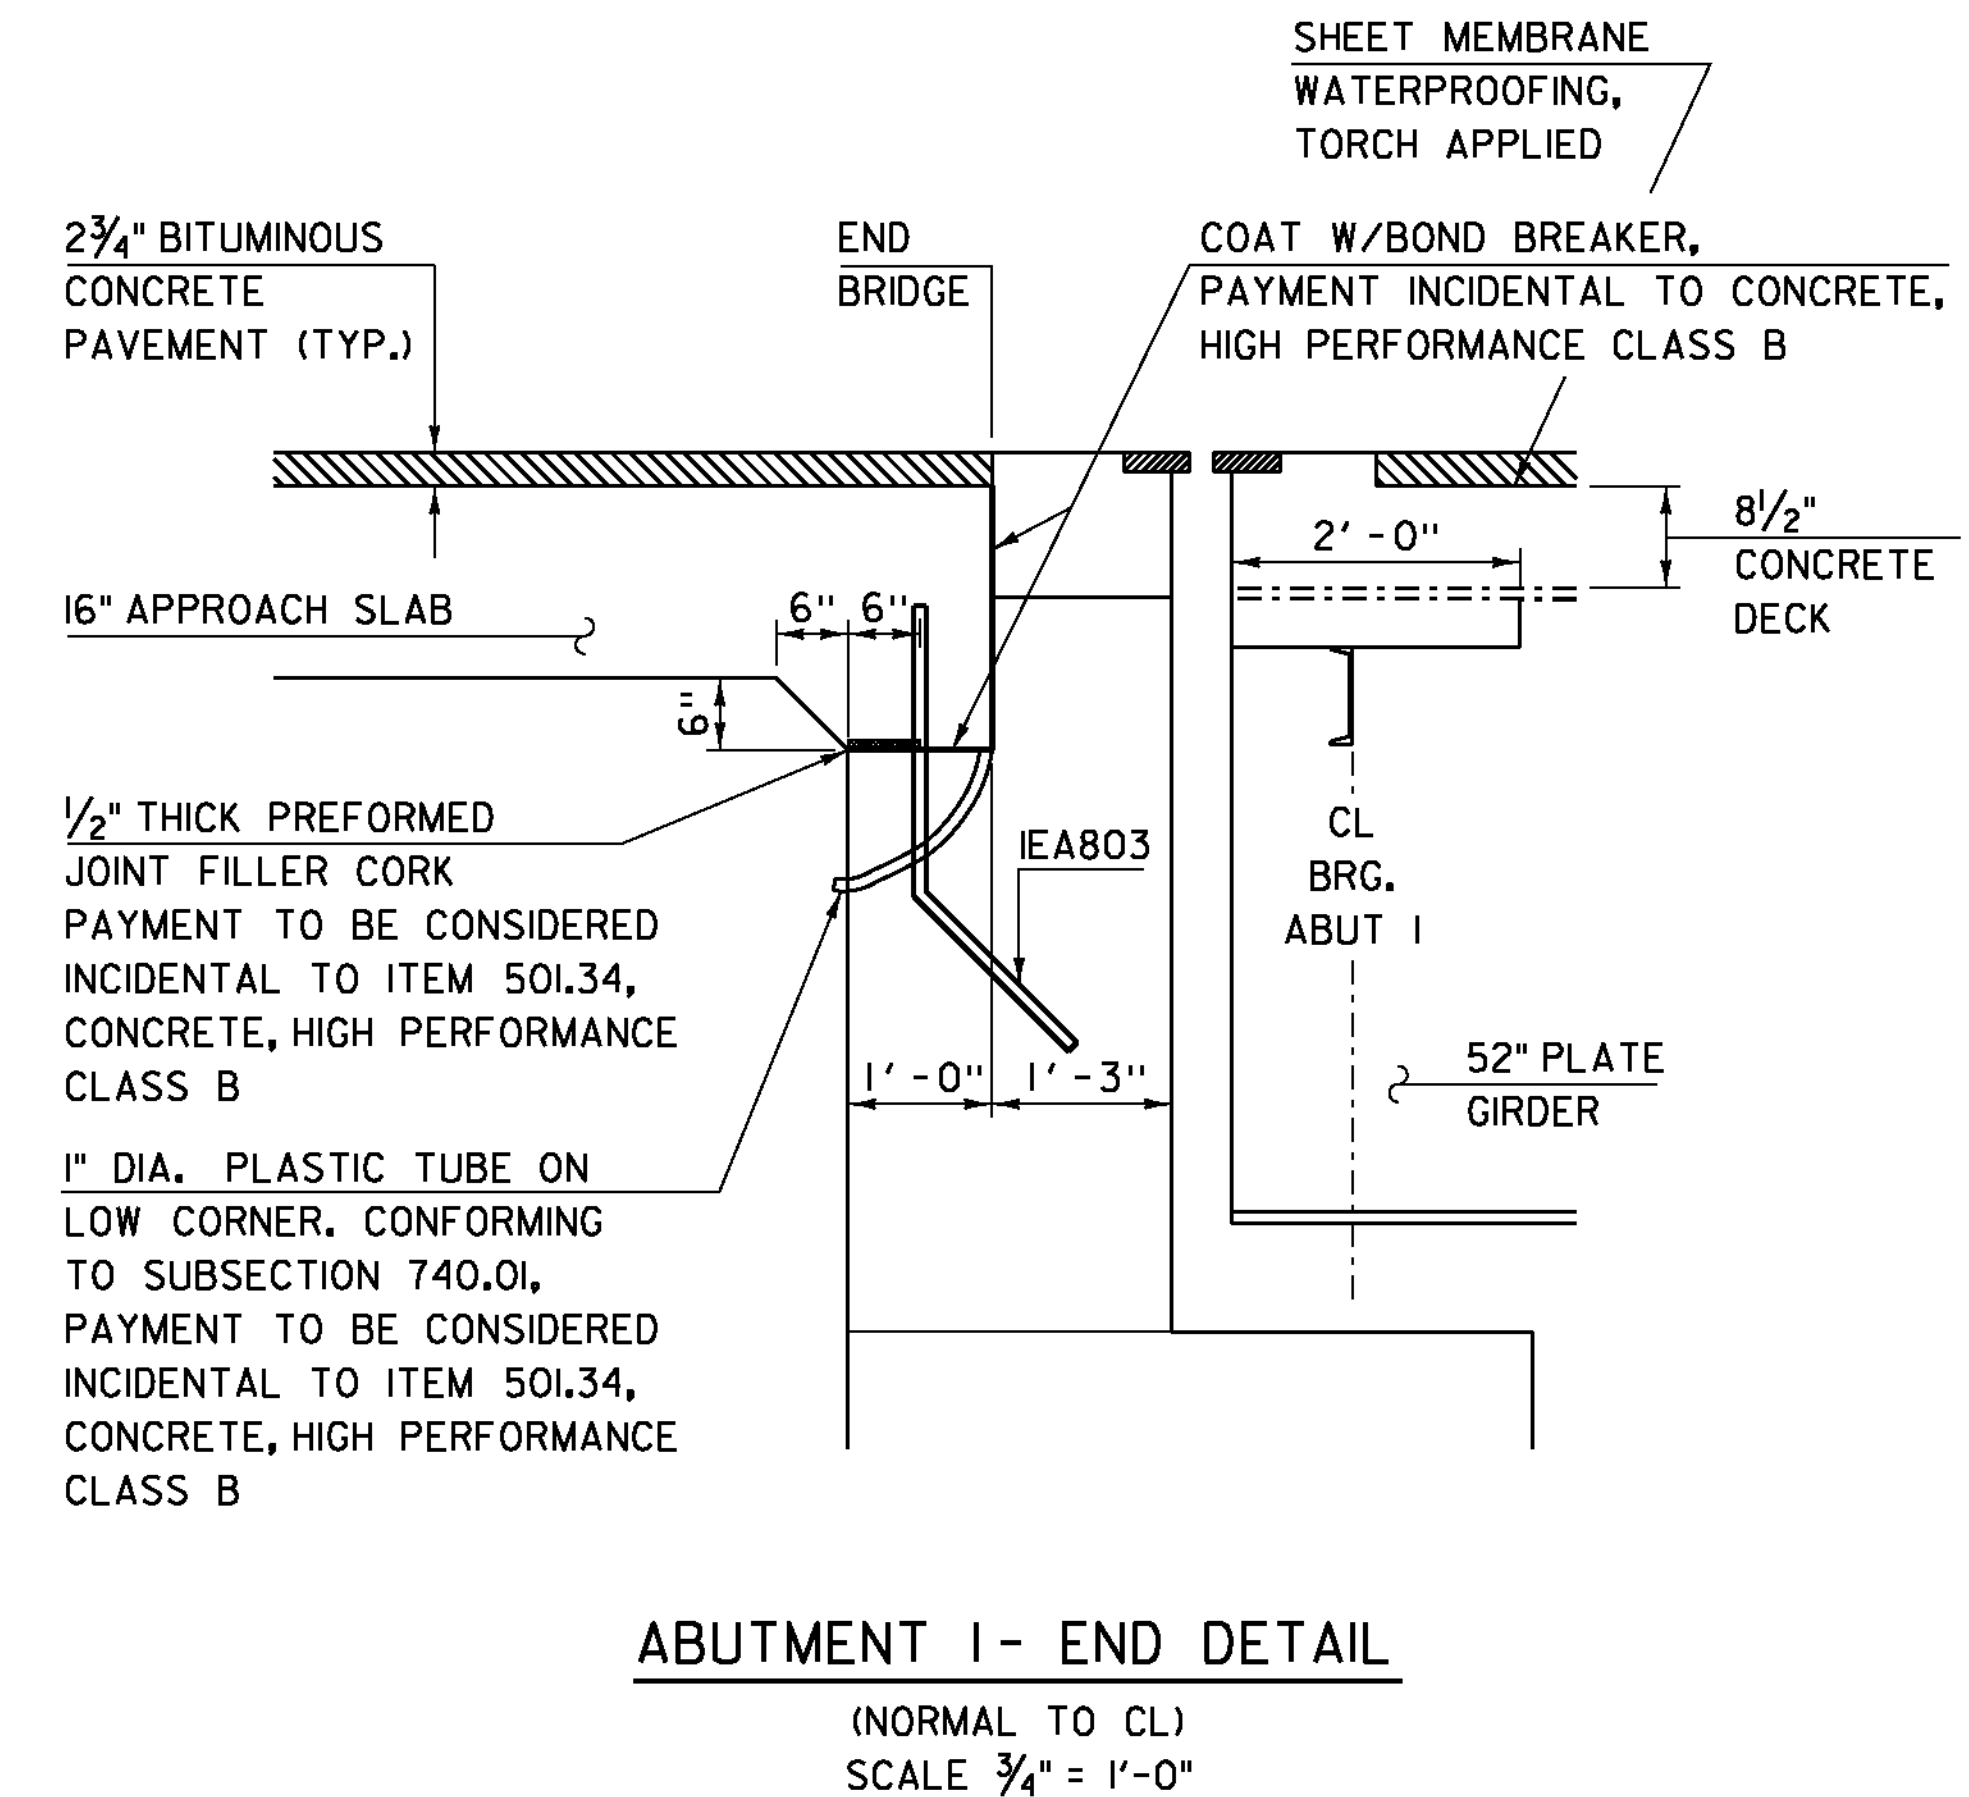 SHEET MEMBRANE
WATERPROOFING,
TORCH APPLIED
2¾" BITUMINOUS
CONCRETE
PAVEMENT (TYP.)
END
BRIDGE
COAT W/BOND BREAKER,
PAYMENT INCIDENTAL TO CONCRETE,
HIGH PERFORMANCE CLASS B
8½"
CONCRETE
DECK
2'-0"
16" APPROACH SLAB
6" 6"
6"
½" THICK PREFORMED
JOINT FILLER CORK
PAYMENT TO BE CONSIDERED
INCIDENTAL TO ITEM 501.34,
CONCRETE, HIGH PERFORMANCE
CLASS B
1EA803
CL
BRG.
ABUT 1
1'-0" 1'-3"
52" PLATE
GIRDER
1" DIA. PLASTIC TUBE ON
LOW CORNER. CONFORMING
TO SUBSECTION 740.01,
PAYMENT TO BE CONSIDERED
INCIDENTAL TO ITEM 501.34,
CONCRETE, HIGH PERFORMANCE
CLASS B
ABUTMENT 1 - END DETAIL
(NORMAL TO CL)
SCALE ¾" = 1'-0"